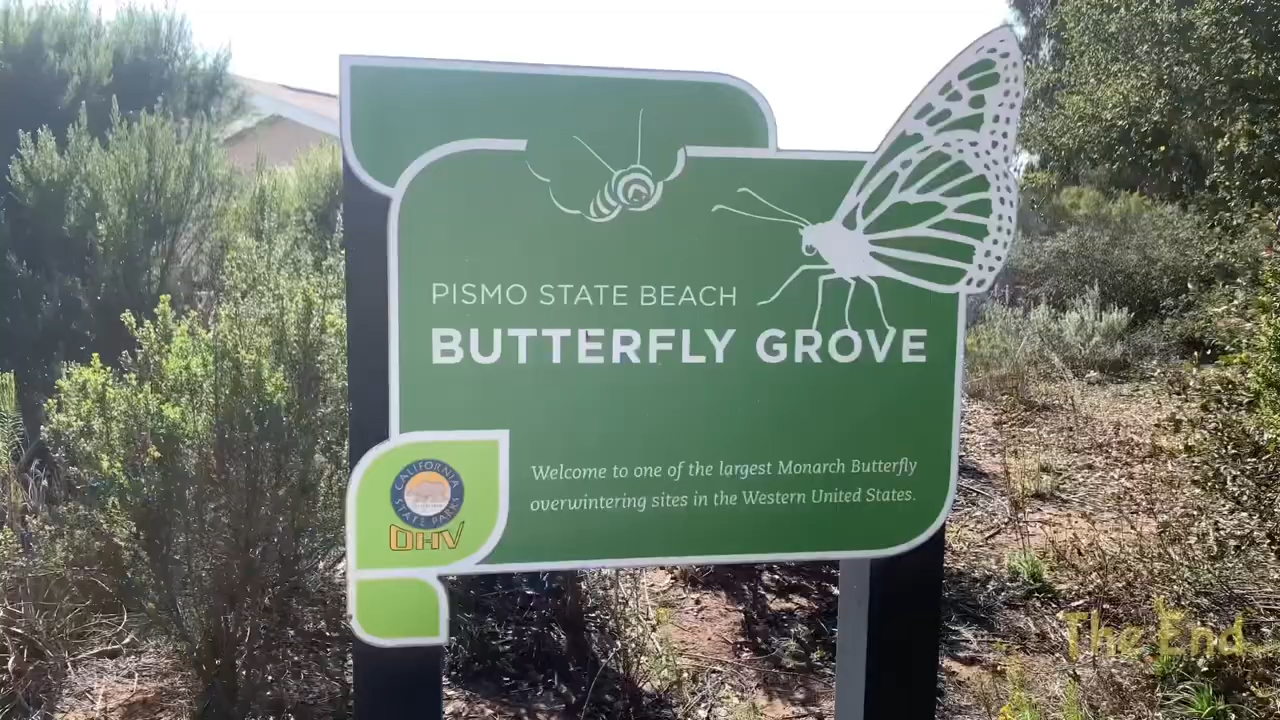 PISMO STATE BEACH
BUTTERFLY GROVE
Welcome to one of the largest Monarch Butterfly
overwintering sites in the Western United States.
CALIFORNIA
STATE PARKS
OHV
The End